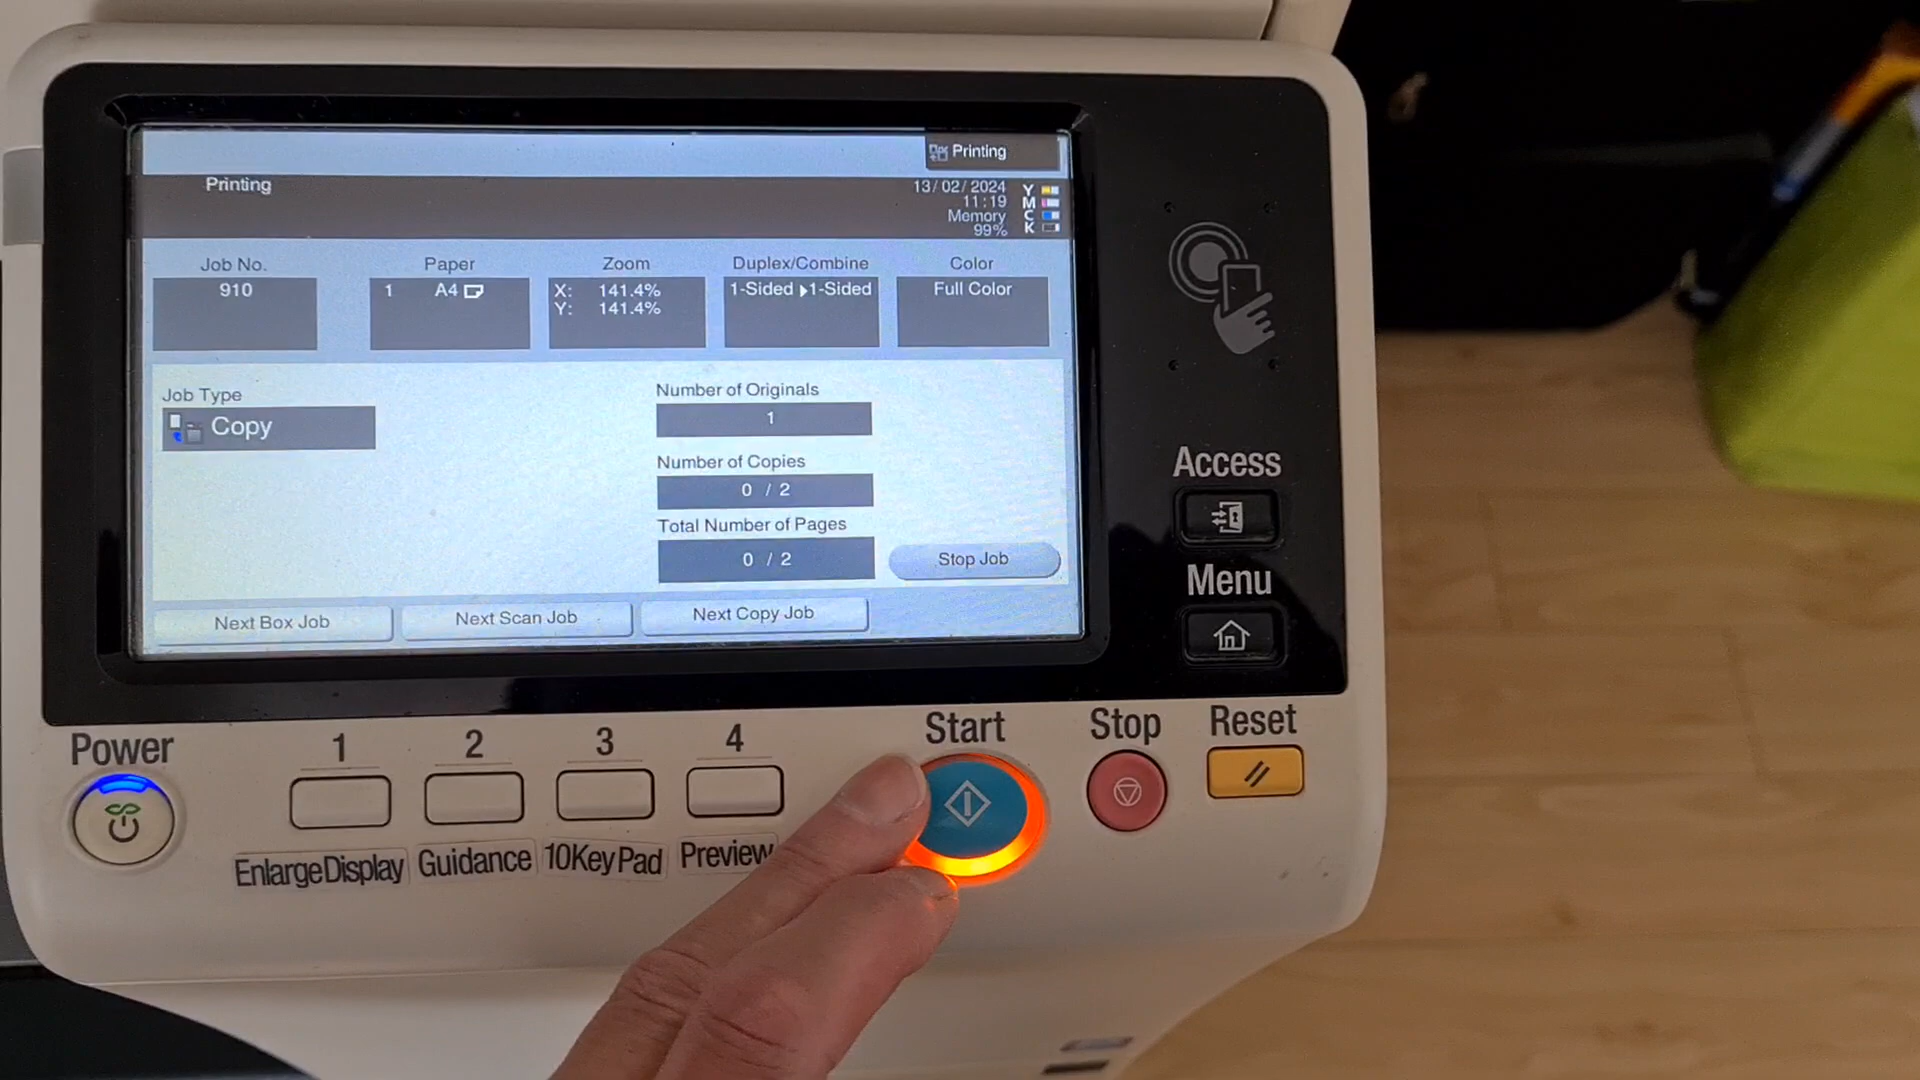 Printing
Printing
13/02/2024
11:19
Memory
99%
Y
M
C
K
Job No. Paper Zoom Duplex/Combine Color
910 1 A4 X: 141.4% 1-Sided 1-Sided Full Color
Y: 141.4%
Job Type
Copy
Number of Originals
1
Number of Copies
0 / 2
Total Number of Pages
0 / 2
Stop Job
Next Box Job Next Scan Job Next Copy Job
Access
Menu
Power 1 2 3 4 Start Stop Reset
Enlarge Display Guidance 10 Key Pad Preview